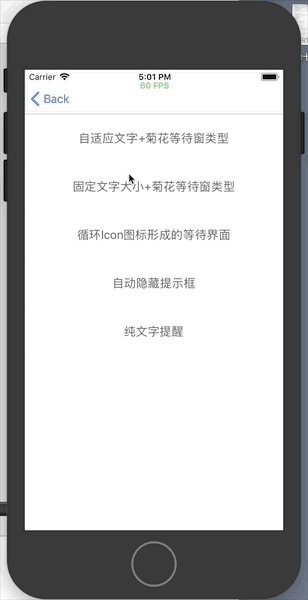 Carrier 5:01 PM
60 FPS
Back
自适应文字+菊花等待窗类型
固定文字大小+菊花等待窗类型
循环Icon图标形成的等待界面
自动隐藏提示框
纯文字提醒